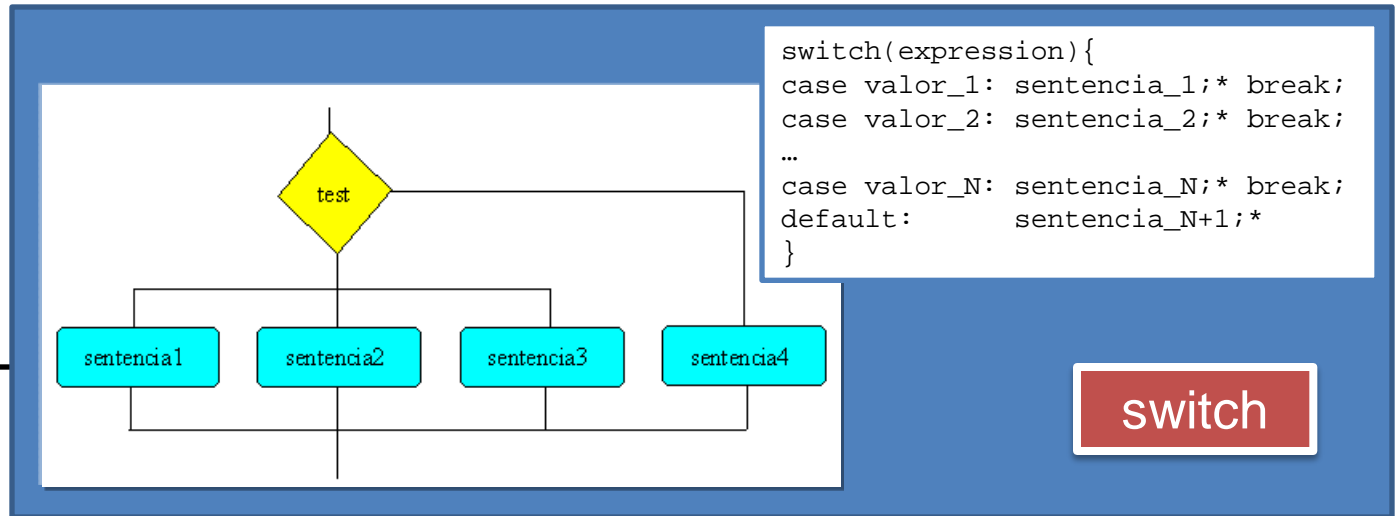 switch(expression){
case valor_1: sentencia_1;* break;
case valor_2: sentencia_2;* break;
…
case valor_N: sentencia_N;* break;
default:      sentencia_N+1;*
}
test
sentencia1
sentencia2
sentencia3
sentencia4
switch